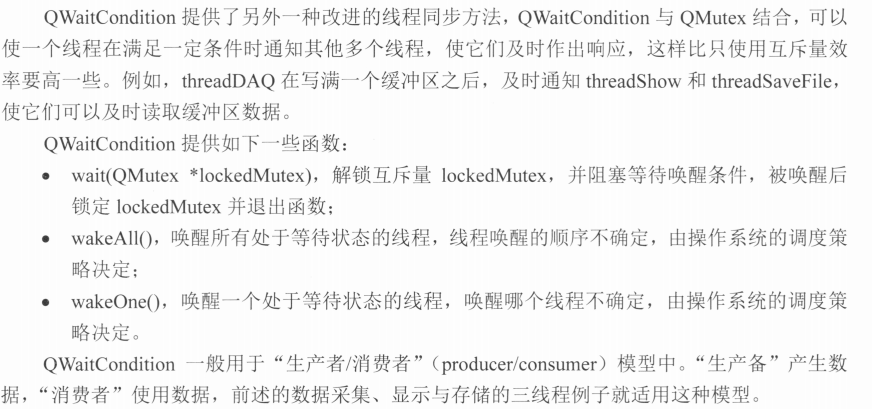 QWaitCondition 提供了另外一种改进的线程同步方法，QWaitCondition 与 QMutex 结合，可以
使一个线程在满足一定条件时通知其他多个线程，使它们及时作出响应，这样比只使用互斥量效
率要高一些。例如，threadDAQ 在写满一个缓冲区之后，及时通知 threadShow 和 threadSaveFile，
使它们可以及时读取缓冲区数据。
QWaitCondition 提供如下一些函数：
● wait(QMutex *lockedMutex)，解锁互斥量 lockedMutex，并阻塞等待唤醒条件，被唤醒后
锁定 lockedMutex 并退出函数；
● wakeAll()，唤醒所有处于等待状态的线程，线程唤醒的顺序不确定，由操作系统的调度策
略决定；
● wakeOne()，唤醒一个处于等待状态的线程，唤醒哪个线程不确定，由操作系统的调度策
略决定。
QWaitCondition 一般用于“生产者/消费者”（producer/consumer）模型中。“生产备”产生数
据，“消费者”使用数据，前述的数据采集、显示与存储的三线程例子就适用这种模型。